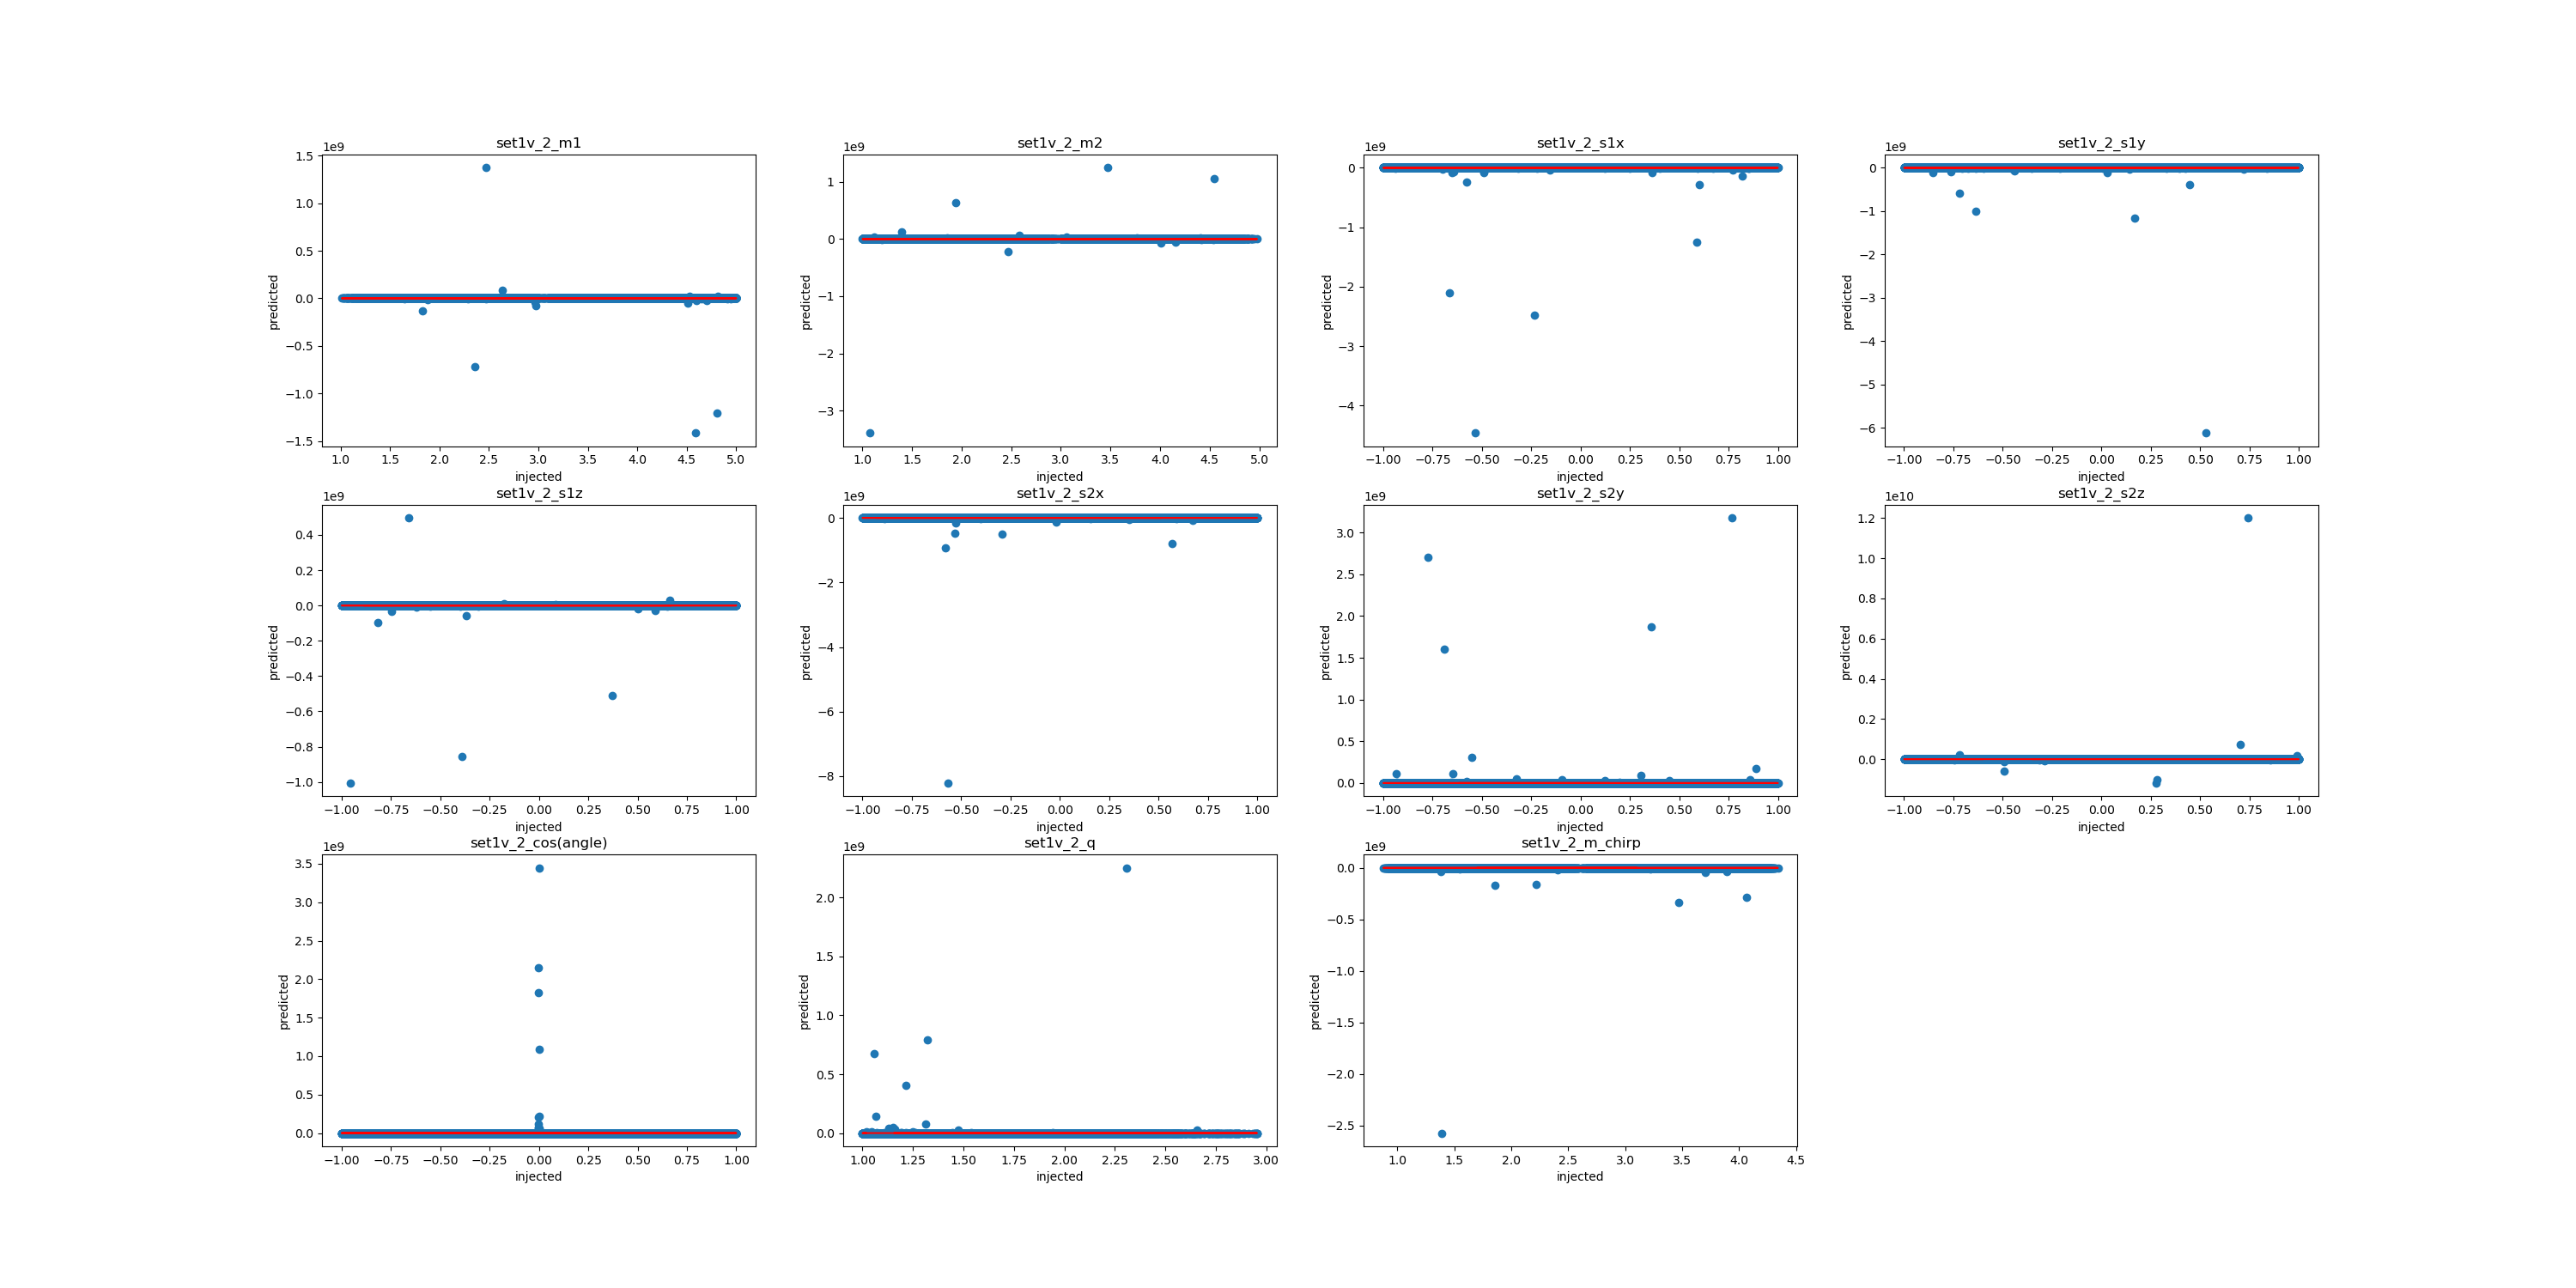 set1v_2_m1
1e9
1.5
1.0
0.5
0.0
−0.5
−1.0
−1.5
predicted
1.0 1.5 2.0 2.5 3.0 3.5 4.0 4.5 5.0
injected
set1v_2_m2
1e9
1
0
−1
−2
−3
predicted
1.0 1.5 2.0 2.5 3.0 3.5 4.0 4.5 5.0
injected
set1v_2_s1x
1e9
0
−1
−2
−3
−4
predicted
−1.00 −0.75 −0.50 −0.25 0.00 0.25 0.50 0.75 1.00
injected
set1v_2_s1y
1e9
0
−1
−2
−3
−4
−5
−6
predicted
−1.00 −0.75 −0.50 −0.25 0.00 0.25 0.50 0.75 1.00
injected
set1v_2_s1z
1e9
0.4
0.2
0.0
−0.2
−0.4
−0.6
−0.8
−1.0
predicted
−1.00 −0.75 −0.50 −0.25 0.00 0.25 0.50 0.75 1.00
injected
set1v_2_s2x
1e9
0
−2
−4
−6
−8
predicted
−1.00 −0.75 −0.50 −0.25 0.00 0.25 0.50 0.75 1.00
injected
set1v_2_s2y
1e9
3.0
2.5
2.0
1.5
1.0
0.5
0.0
predicted
−1.00 −0.75 −0.50 −0.25 0.00 0.25 0.50 0.75 1.00
injected
set1v_2_s2z
1e10
1.2
1.0
0.8
0.6
0.4
0.2
0.0
predicted
−1.00 −0.75 −0.50 −0.25 0.00 0.25 0.50 0.75 1.00
injected
set1v_2_cos(angle)
1e9
3.5
3.0
2.5
2.0
1.5
1.0
0.5
0.0
predicted
−1.00 −0.75 −0.50 −0.25 0.00 0.25 0.50 0.75 1.00
injected
set1v_2_q
1e9
2.0
1.5
1.0
0.5
0.0
predicted
1.00 1.25 1.50 1.75 2.00 2.25 2.50 2.75 3.00
injected
set1v_2_m_chirp
1e9
0.0
−0.5
−1.0
−1.5
−2.0
−2.5
predicted
1.0 1.5 2.0 2.5 3.0 3.5 4.0 4.5
injected